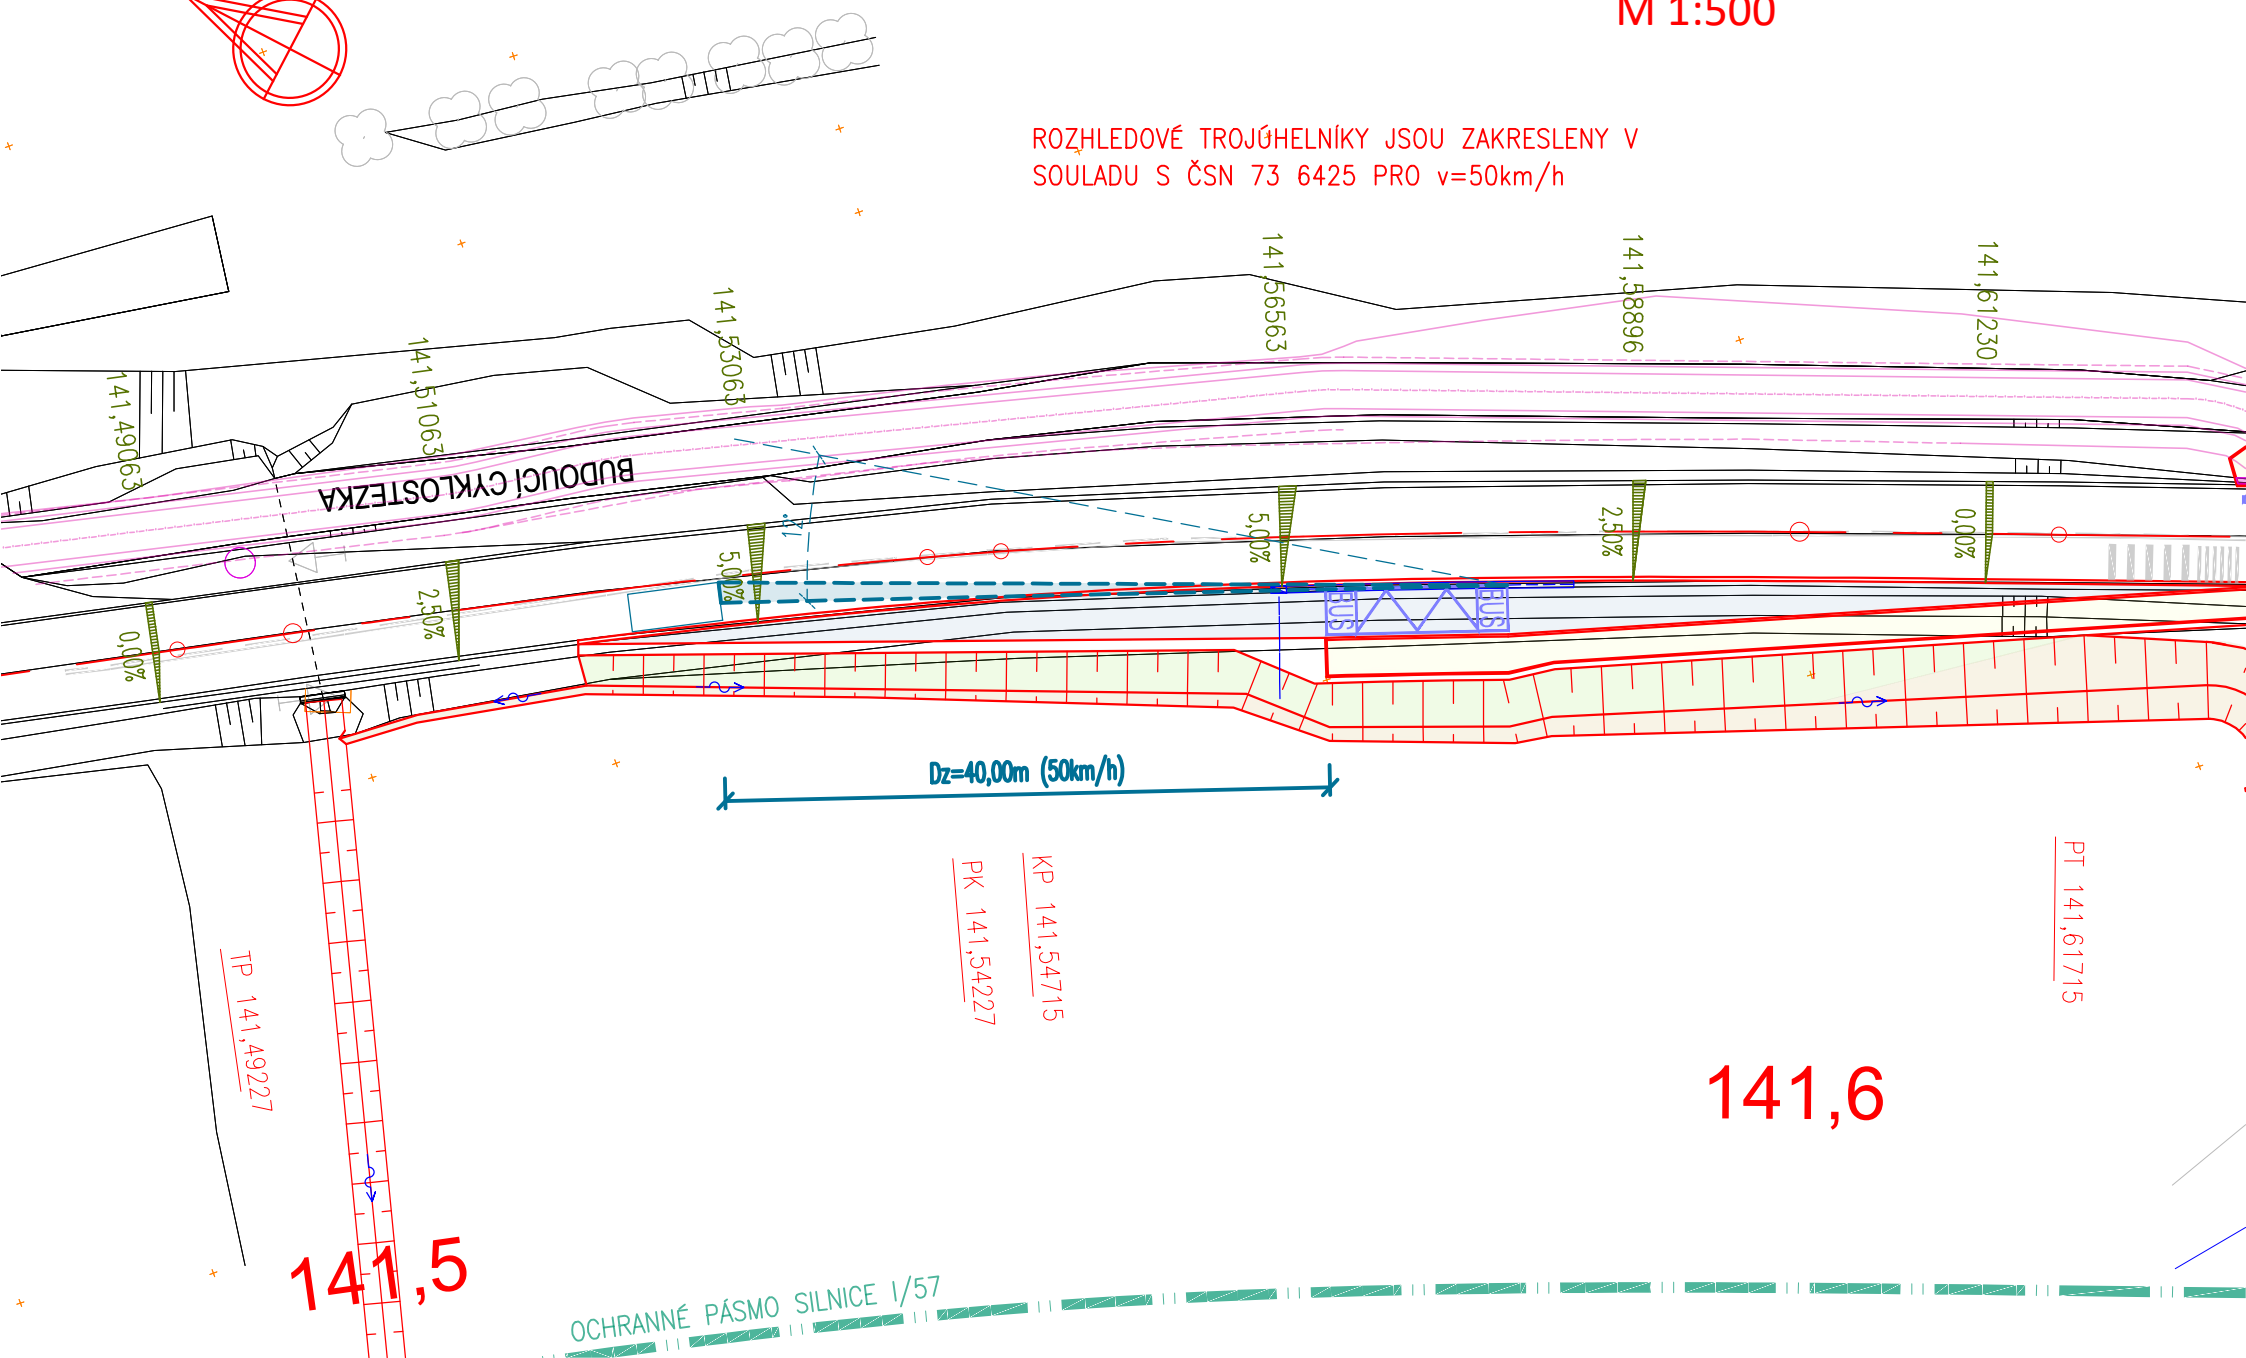 M 1:500
ROZHLEDOVÉ TROJÚHELNÍKY JSOU ZAKRESLENY V
SOULADU S ČSN 73 6425 PRO v=50km/h
141,49063
141,51063
141,53063
141,56563
141,58896
141,61230
BUDOUCÍ CYKLOSTEZKA
0,00%
2,50%
5,00%
12°
5,00%
2,50%
0,00%
BUS
BUS
Dz=40,00m (50km/h)
TP 141,49227
PK 141,54227
KP 141,54715
PT 141,61715
141,6
141,5
OCHRANNÉ PÁSMO SILNICE I/57